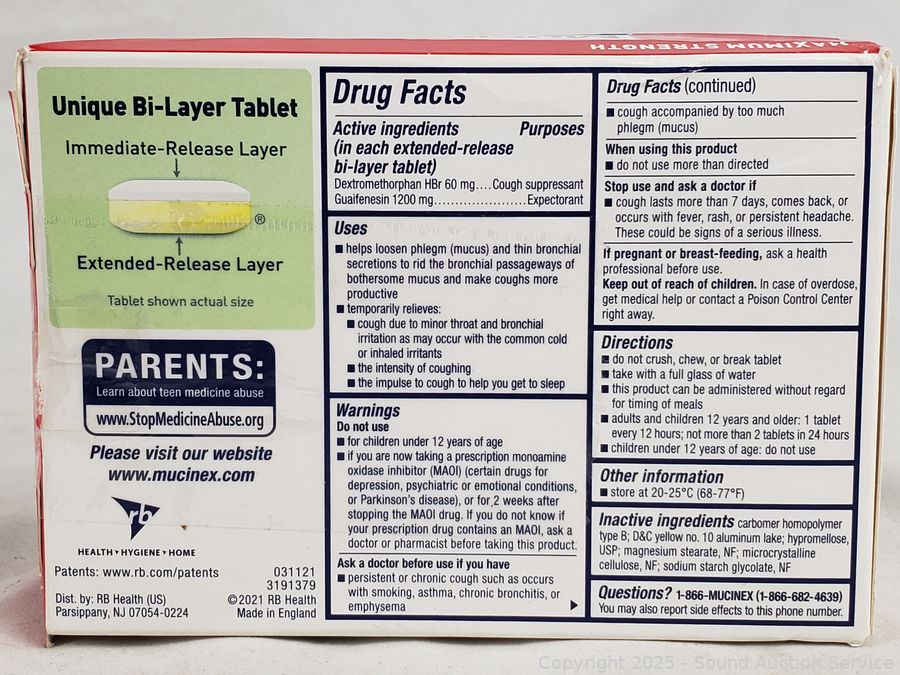 MAXIMUM STRENGTH
Unique Bi-Layer Tablet
Immediate-Release Layer
®
Extended-Release Layer
Tablet shown actual size
PARENTS:
Learn about teen medicine abuse
www.StopMedicineAbuse.org
Please visit our website
www.mucinex.com
rb
HEALTH • HYGIENE • HOME
Patents: www.rb.com/patents
031121
3191379
Dist. by: RB Health (US)
Parsippany, NJ 07054-0224
©2021 RB Health
Made in England
Drug Facts
Active ingredients Purposes
(in each extended-release
bi-layer tablet)
Dextromethorphan HBr 60 mg....Cough suppressant
Guaifenesin 1200 mg......................Expectorant
Uses
■ helps loosen phlegm (mucus) and thin bronchial
secretions to rid the bronchial passageways of
bothersome mucus and make coughs more
productive
■ temporarily relieves:
■ cough due to minor throat and bronchial
irritation as may occur with the common cold
or inhaled irritants
■ the intensity of coughing
■ the impulse to cough to help you get to sleep
Warnings
Do not use
■ for children under 12 years of age
■ if you are now taking a prescription monoamine
oxidase inhibitor (MAOI) (certain drugs for
depression, psychiatric or emotional conditions,
or Parkinson's disease), or for 2 weeks after
stopping the MAOI drug. If you do not know if
your prescription drug contains an MAOI, ask a
doctor or pharmacist before taking this product.
Ask a doctor before use if you have
■ persistent or chronic cough such as occurs
with smoking, asthma, chronic bronchitis, or
emphysema
Drug Facts (continued)
■ cough accompanied by too much
phlegm (mucus)
When using this product
■ do not use more than directed
Stop use and ask a doctor if
■ cough lasts more than 7 days, comes back, or
occurs with fever, rash, or persistent headache.
These could be signs of a serious illness.
If pregnant or breast-feeding, ask a health
professional before use.
Keep out of reach of children. In case of overdose,
get medical help or contact a Poison Control Center
right away.
Directions
■ do not crush, chew, or break tablet
■ take with a full glass of water
■ this product can be administered without regard
for timing of meals
■ adults and children 12 years and older: 1 tablet
every 12 hours; not more than 2 tablets in 24 hours
■ children under 12 years of age: do not use
Other information
■ store at 20-25°C (68-77°F)
Inactive ingredients carbomer homopolymer
type B; D&C yellow no. 10 aluminum lake; hypromellose,
USP; magnesium stearate, NF; microcrystalline
cellulose, NF; sodium starch glycolate, NF
Questions? 1-866-MUCINEX (1-866-682-4639)
You may also report side effects to this phone number.
Copyright 2025 - Sound Auction Service